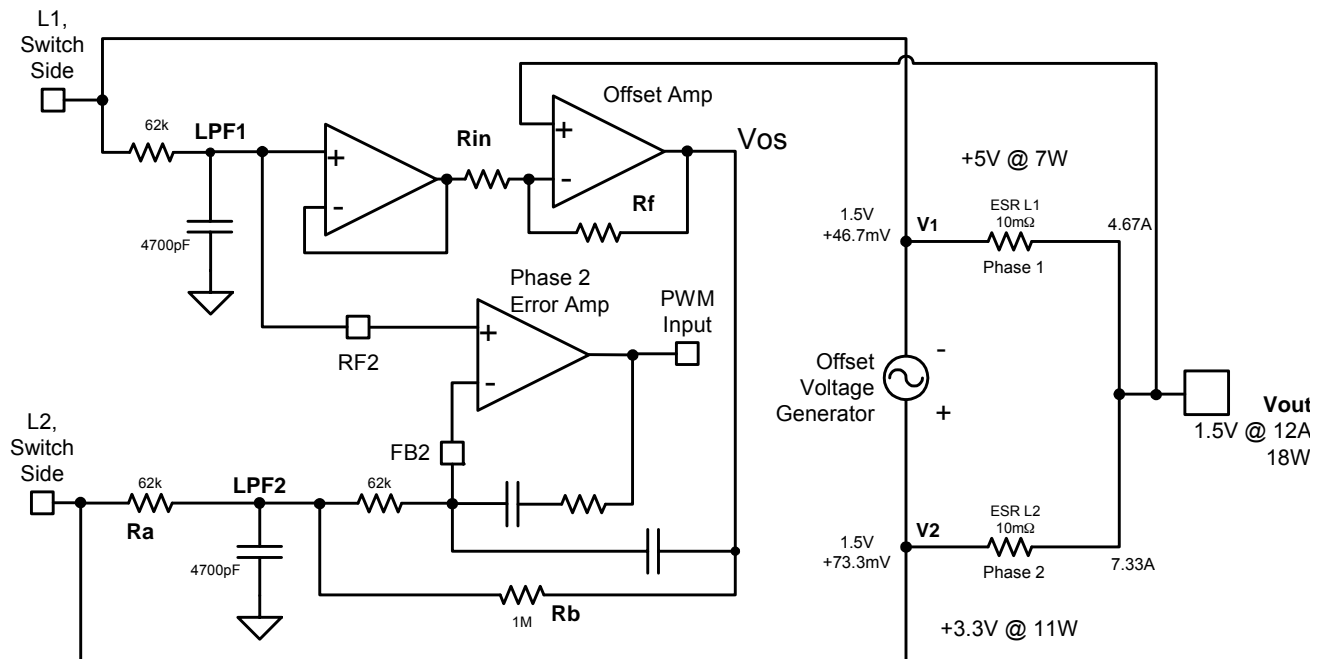 L1,
Switch
Side
62k
LPF1
4700pF
+
-
Rin
Offset Amp
+
-
Rf
Vos
Phase 2
Error Amp
+
-
RF2
FB2
PWM
Input
L2,
Switch
Side
62k
Ra
LPF2
4700pF
62k
1M
Rb
+5V @ 7W
1.5V
+46.7mV
V1
ESR L1
10mΩ
Phase 1
4.67A
Offset
Voltage
Generator
-
+
Vout
1.5V @ 12A
18W
1.5V
+73.3mV
V2
ESR L2
10mΩ
Phase 2
7.33A
+3.3V @ 11W